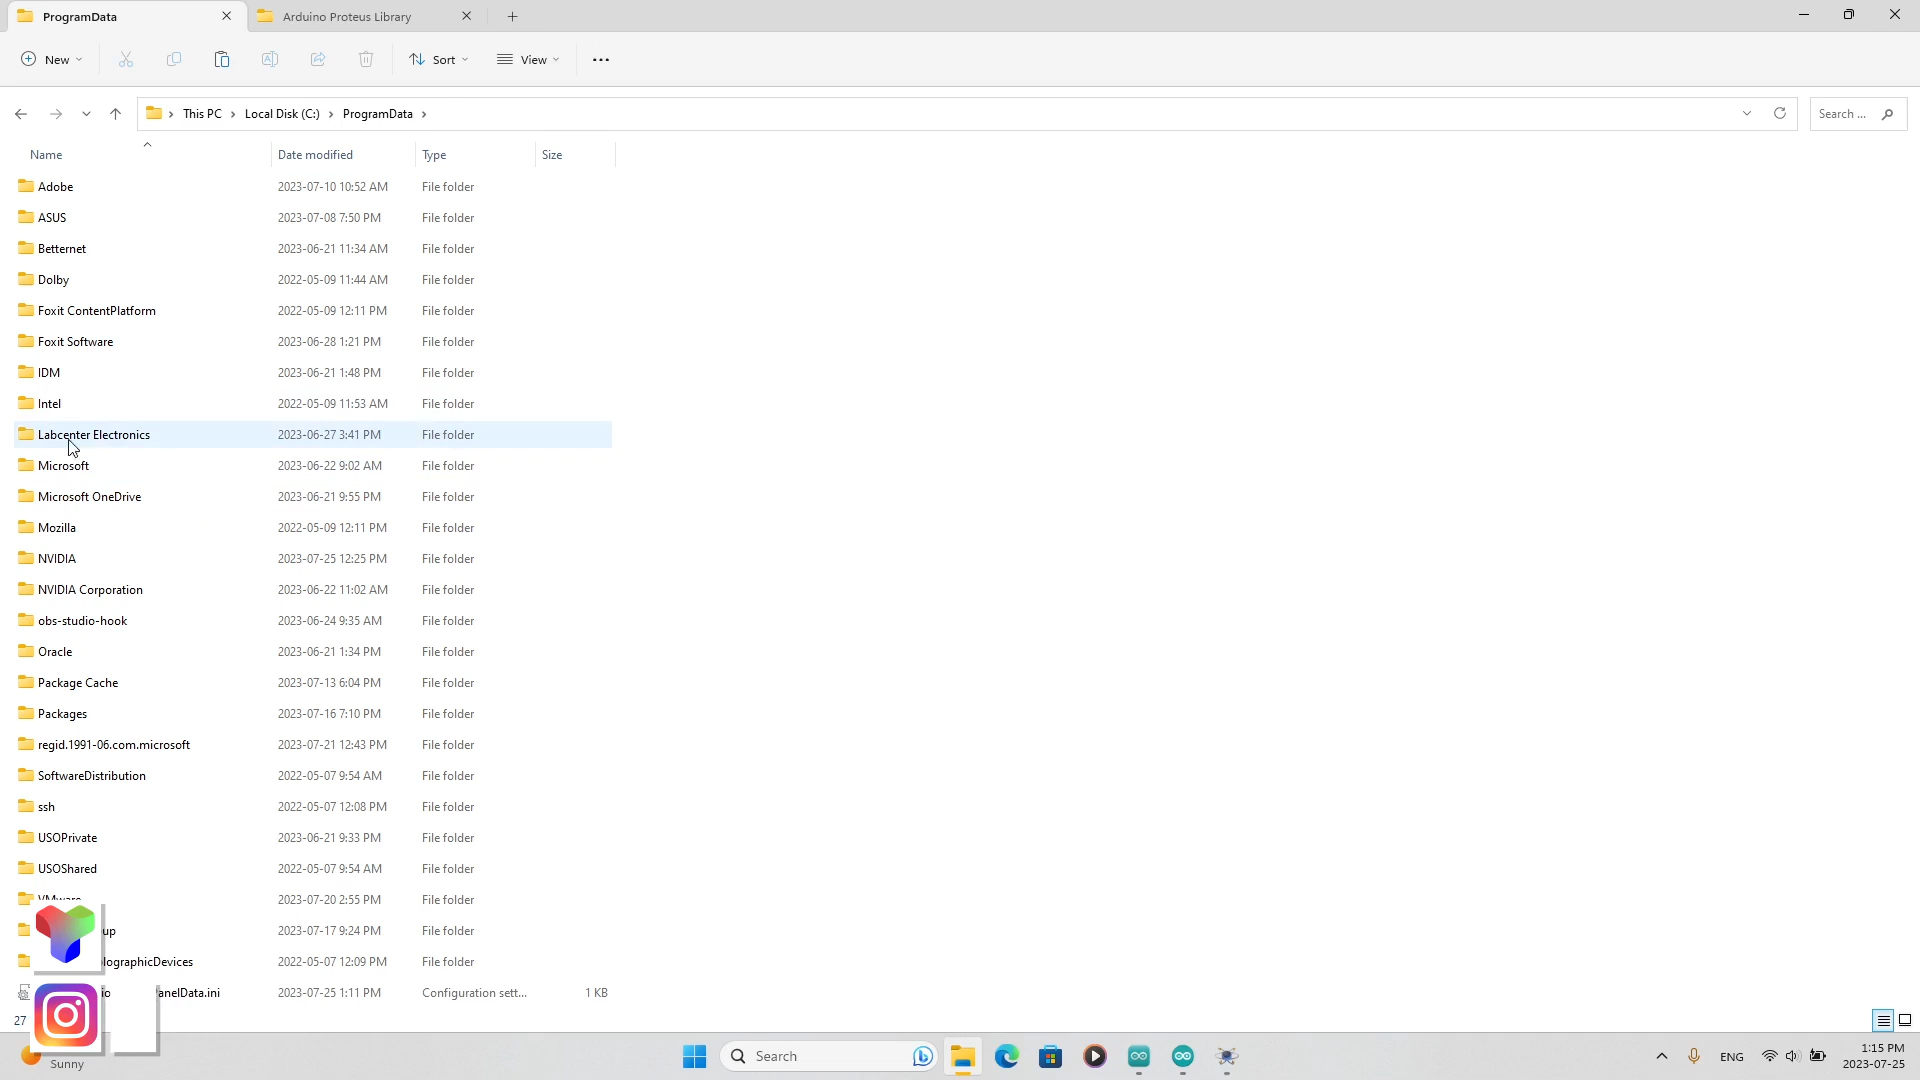 ProgramData
Arduino Proteus Library
New
Sort
View
This PC
Local Disk (C:)
ProgramData
Search ...
Name Date modified Type Size
Adobe 2023-07-10 10:52 AM File folder
ASUS 2023-07-08 7:50 PM File folder
Betternet 2023-06-21 11:34 AM File folder
Dolby 2022-05-09 11:44 AM File folder
Foxit ContentPlatform 2022-05-09 12:11 PM File folder
Foxit Software 2023-06-28 1:21 PM File folder
IDM 2023-06-21 1:48 PM File folder
Intel 2022-05-09 11:53 AM File folder
Labcenter Electronics 2023-06-27 3:41 PM File folder
Microsoft 2023-06-22 9:02 AM File folder
Microsoft OneDrive 2023-06-21 9:55 PM File folder
Mozilla 2022-05-09 12:11 PM File folder
NVIDIA 2023-07-25 12:25 PM File folder
NVIDIA Corporation 2023-06-22 11:02 AM File folder
obs-studio-hook 2023-06-24 9:35 AM File folder
Oracle 2023-06-21 1:34 PM File folder
Package Cache 2023-07-13 6:04 PM File folder
Packages 2023-07-16 7:10 PM File folder
regid.1991-06.com.microsoft 2023-07-21 12:43 PM File folder
SoftwareDistribution 2022-05-07 9:54 AM File folder
ssh 2022-05-07 12:08 PM File folder
USOPrivate 2023-06-21 9:33 PM File folder
USOShared 2022-05-07 9:54 AM File folder
VMware 2023-07-20 2:55 PM File folder
up 2023-07-17 9:24 PM File folder
lographicDevices 2022-05-07 12:09 PM File folder
anelData.ini 2023-07-25 1:11 PM Configuration sett... 1 KB
27
Sunny
Search
ENG
1:15 PM
2023-07-25